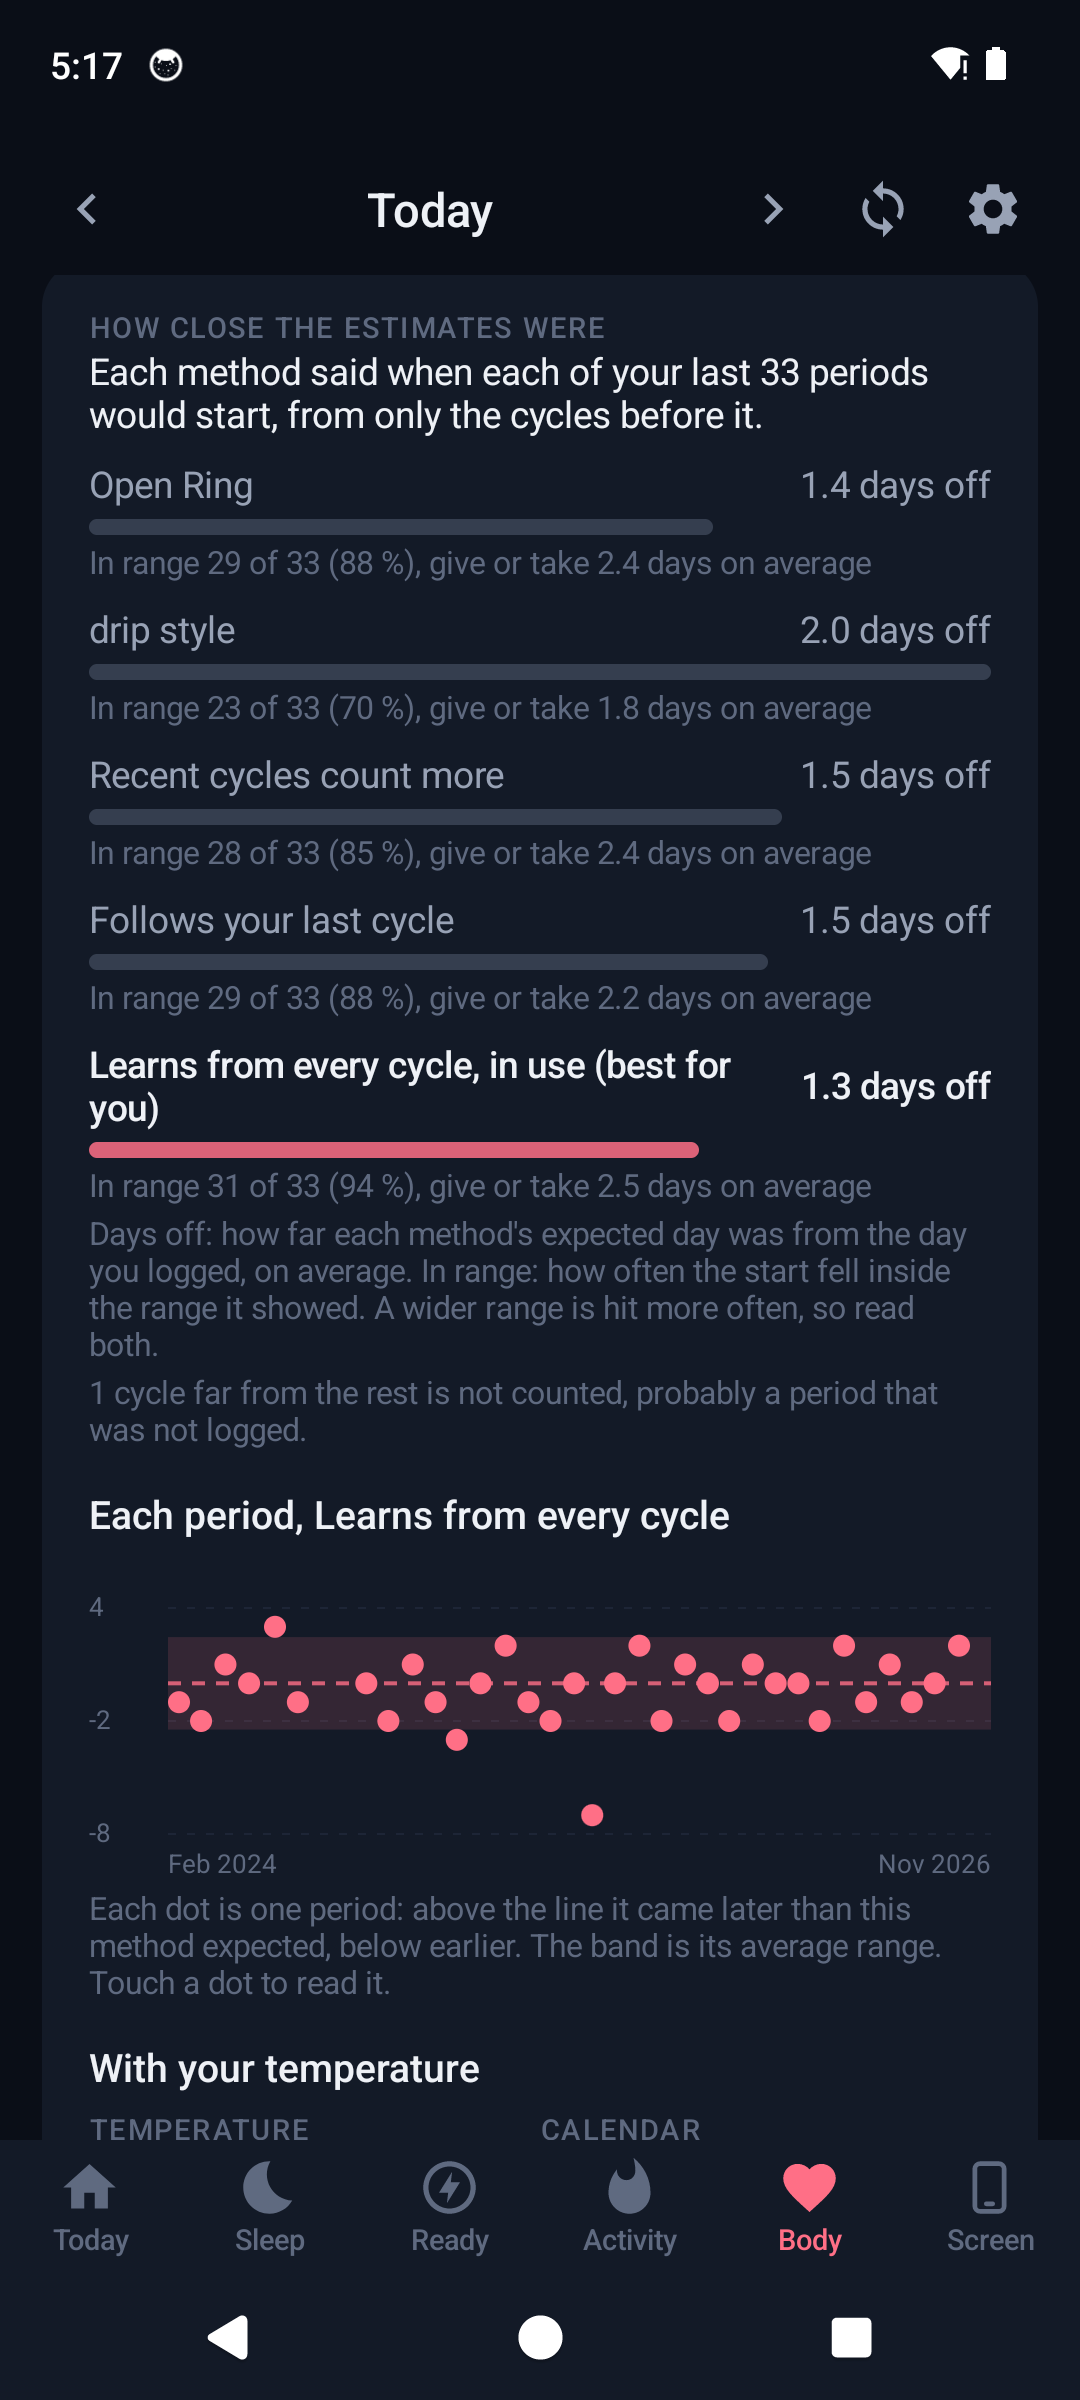 5:17
Today
HOW CLOSE THE ESTIMATES WERE
Each method said when each of your last 33 periods
would start, from only the cycles before it.
Open Ring
1.4 days off
In range 29 of 33 (88 %), give or take 2.4 days on average
drip style
2.0 days off
In range 23 of 33 (70 %), give or take 1.8 days on average
Recent cycles count more
1.5 days off
In range 28 of 33 (85 %), give or take 2.4 days on average
Follows your last cycle
1.5 days off
In range 29 of 33 (88 %), give or take 2.2 days on average
Learns from every cycle, in use (best for
you)
1.3 days off
In range 31 of 33 (94 %), give or take 2.5 days on average
Days off: how far each method's expected day was from the day
you logged, on average. In range: how often the start fell inside
the range it showed. A wider range is hit more often, so read
both.
1 cycle far from the rest is not counted, probably a period that
was not logged.
Each period, Learns from every cycle
4
-2
-8
Feb 2024
Nov 2026
Each dot is one period: above the line it came later than this
method expected, below earlier. The band is its average range.
Touch a dot to read it.
With your temperature
TEMPERATURE
CALENDAR
Today
Sleep
Ready
Activity
Body
Screen